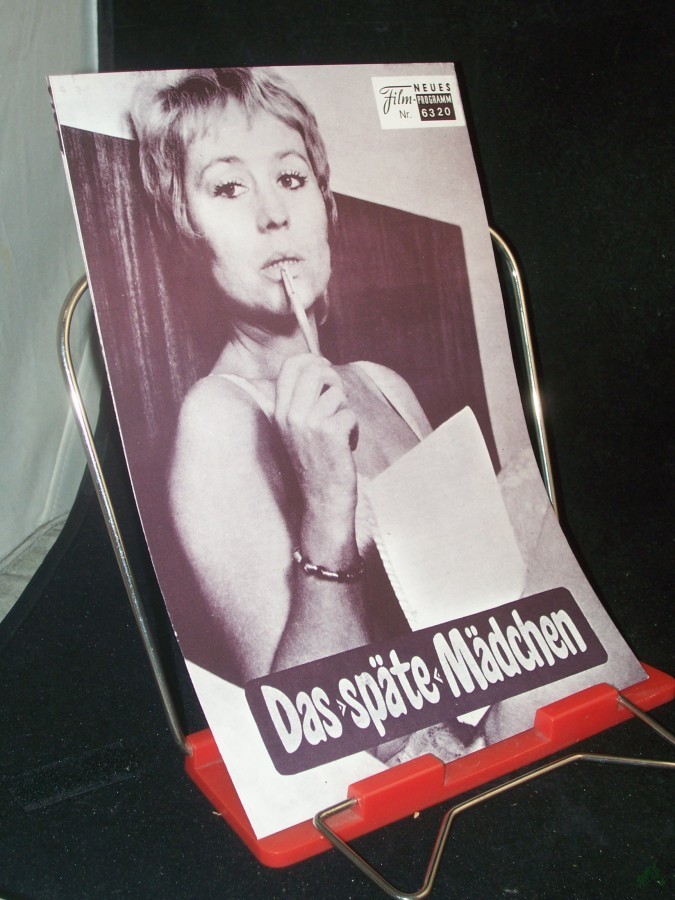 NEUES
Film-PROGRAMM
Nr. 6320
Das »späte« Mädchen